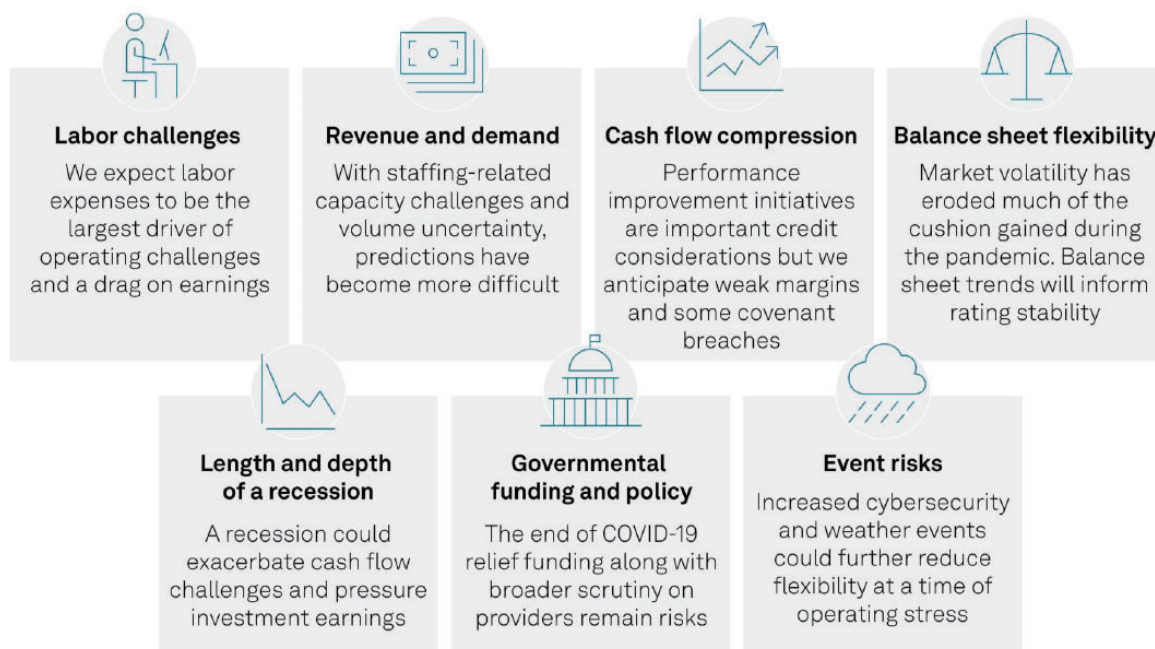 Labor challenges
We expect labor
expenses to be the
largest driver of
operating challenges
and a drag on earnings
Revenue and demand
With staffing-related
capacity challenges and
volume uncertainty,
predictions have
become more difficult
Cash flow compression
Performance
improvement initiatives
are important credit
considerations but we
anticipate weak margins
and some covenant
breaches
Balance sheet flexibility
Market volatility has
eroded much of the
cushion gained during
the pandemic. Balance
sheet trends will inform
rating stability
Length and depth
of a recession
A recession could
exacerbate cash flow
challenges and pressure
investment earnings
Governmental
funding and policy
The end of COVID-19
relief funding along with
broader scrutiny on
providers remain risks
Event risks
Increased cybersecurity
and weather events
could further reduce
flexibility at a time of
operating stress